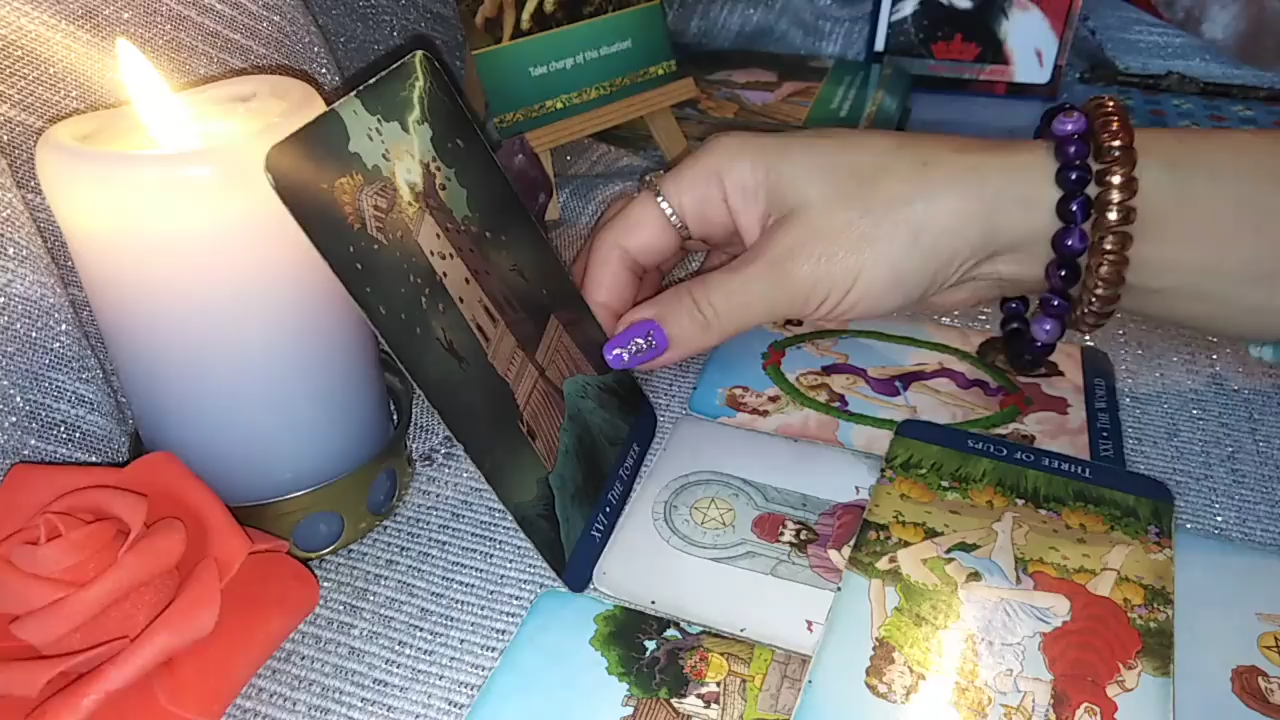 Take charge of this situation!
XVI • THE TOWER
XXI • THE WORLD
THREE OF CUPS